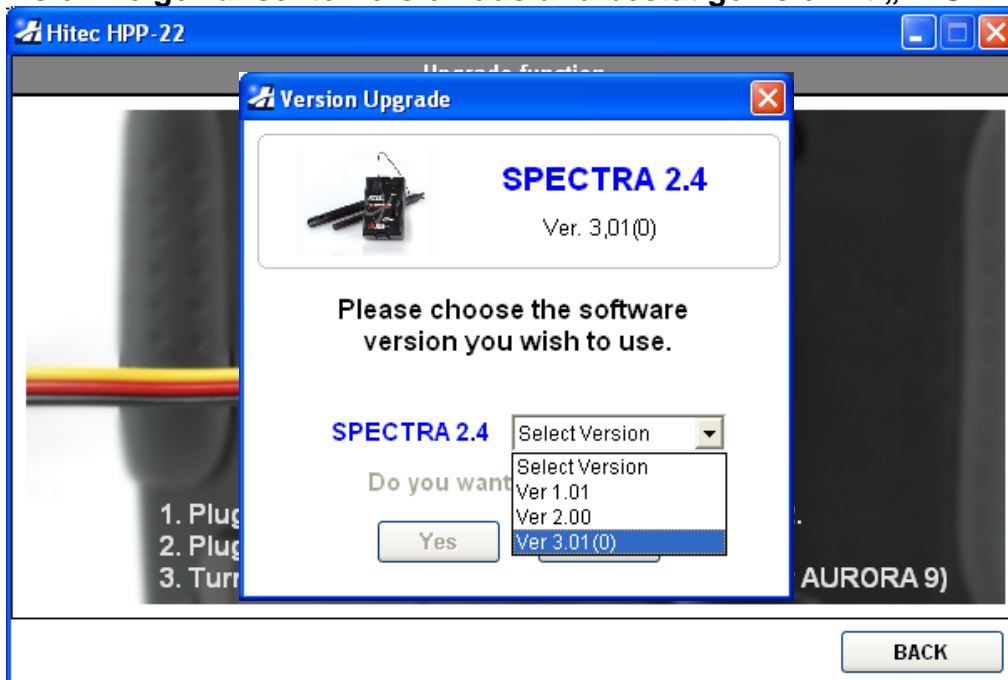 Hitec HPP-22
Upgrade function
Version Upgrade
SPECTRA 2.4
Ver. 3,01(0)
Please choose the software
version you wish to use.
SPECTRA 2.4 Select Version
Select Version
Ver 1.01
Ver 2.00
Ver 3.01(0)
Do you want
Yes
1. Plug
2. Plug
3. Turn
AURORA 9)
BACK